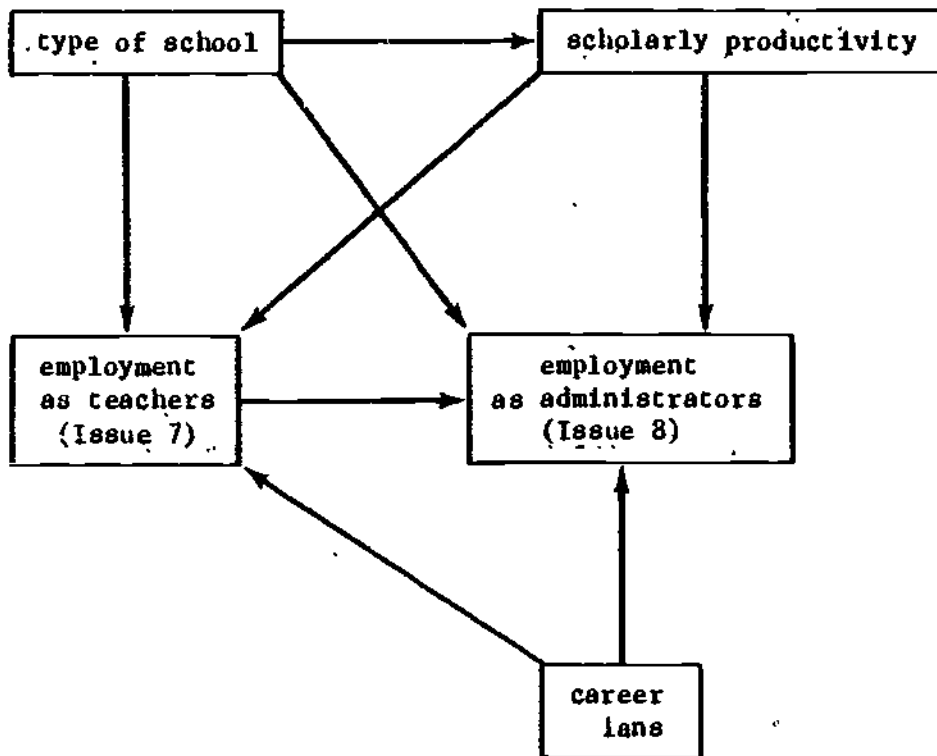 type of school
scholarly productivity
employment
as teachers
(Issue 7)
employment
as administrators
(Issue 8)
career
lans